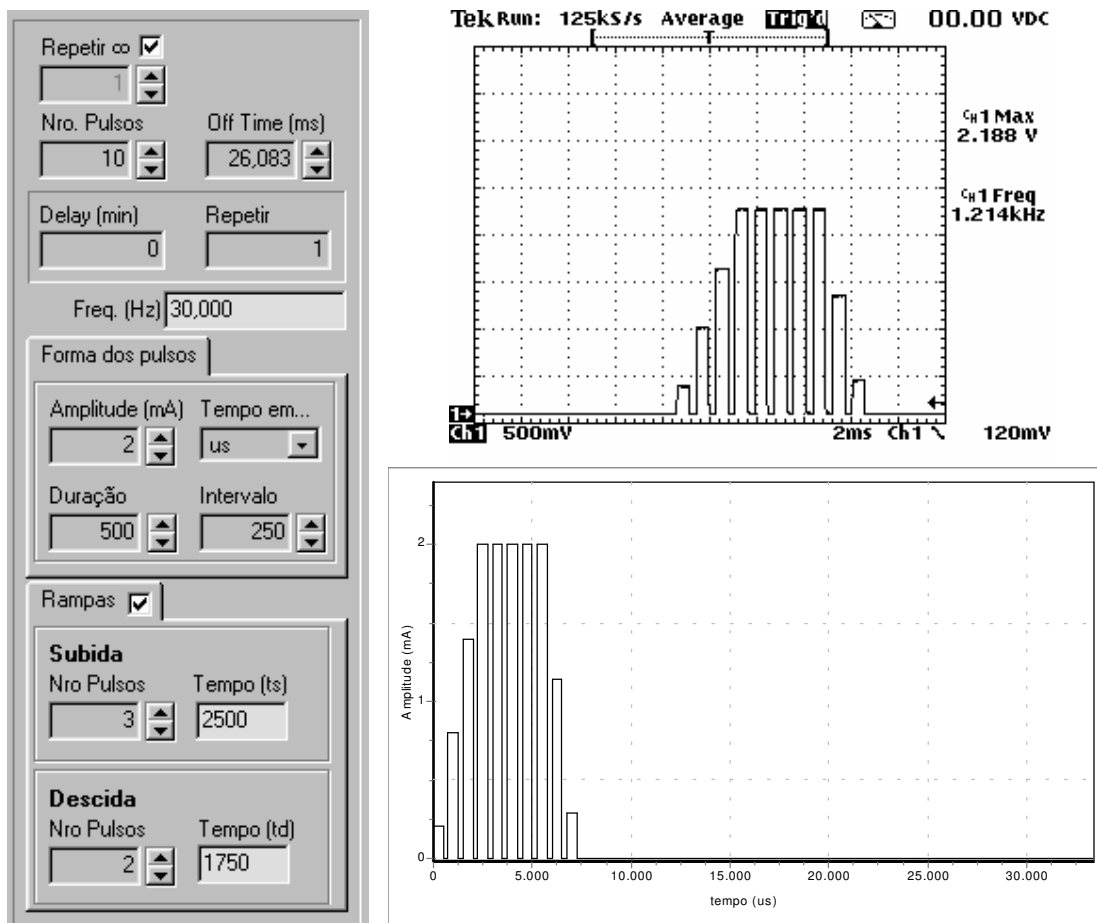 Repetir ∞
1
Nro. Pulsos Off Time (ms)
10 26,083
Delay (min) Repetir
0 1
Freq. (Hz) 30,000
Forma dos pulsos
Amplitude (mA) Tempo em...
2 us
Duração Intervalo
500 250
Rampas
Subida
Nro Pulsos Tempo (ts)
3 2500
Descida
Nro Pulsos Tempo (td)
2 1750
Tek Run: 125kS/s Average Trig'd 00.00 VDC
T
CH1 Max
2.188 V
CH1 Freq
1.214kHz
1
Ch1 500mV 2ms Ch1 120mV
Amplitude (mA)
2
1
0
0 5.000 10.000 15.000 20.000 25.000 30.000
tempo (us)